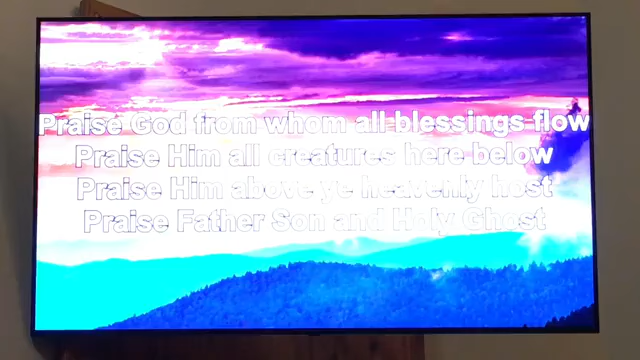 Praise God from whom all blessings flow
Praise Him all creatures here below
Praise Him above ye heavenly host
Praise Father Son and Holy Ghost